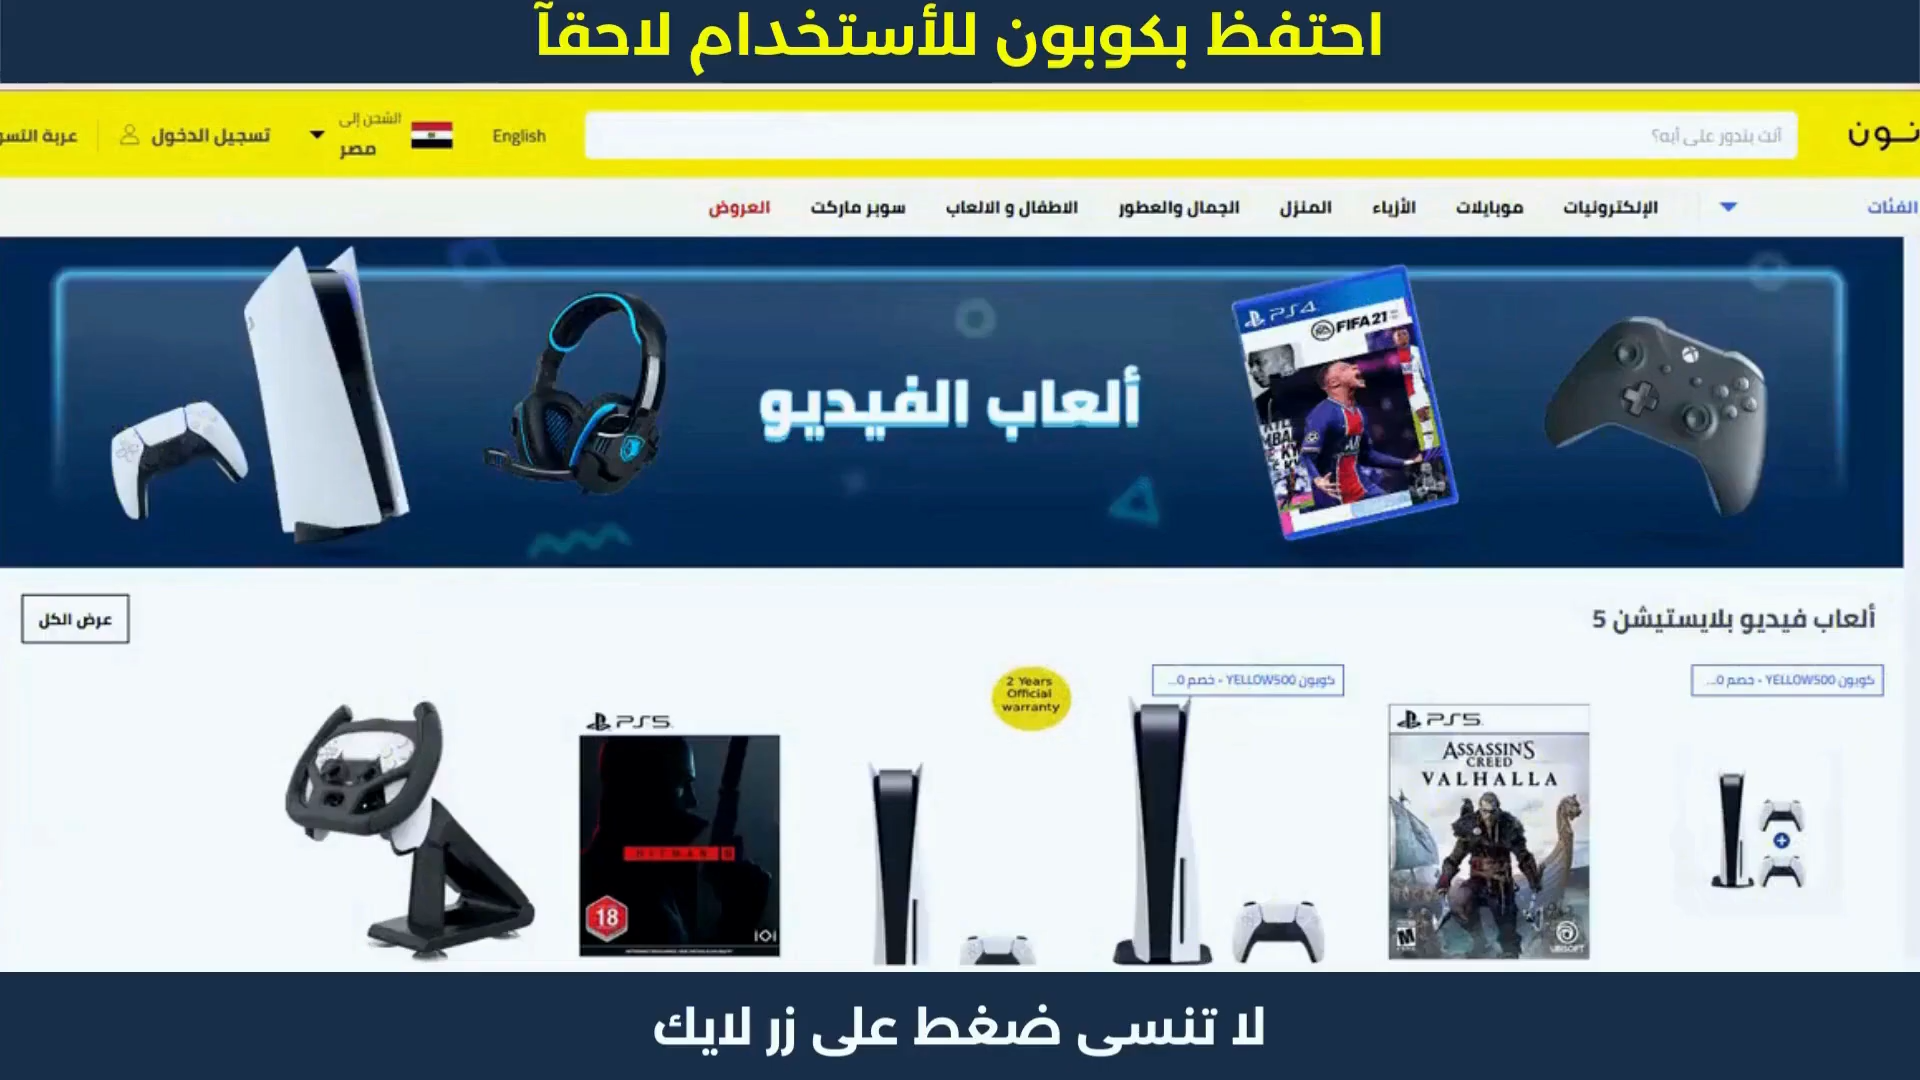 احتفظ بكوبون للأستخدام لاحقآ
نون
أنت بتدور على أيه؟
English
الشحن إلى
مصر
تسجيل الدخول
عربة
الفئات
الإلكترونيات
موبايلات
الأزياء
المنزل
الجمال والعطور
الاطفال و الالعاب
سوبر ماركت
العروض
PS4
FIFA 21
ألعاب الفيديو
ألعاب فيديو بلايستيشن 5
عرض الكل
كوبون YELLOW500 - خصم 0...
كوبون YELLOW500 - خصم 0...
2 Years
Official
warranty
PS5
ASSASSIN'S
CREED
VALHALLA
UBISOFT
M
PS5
HITMAN
18
IOI
لا تنسى ضغط على زر لايك